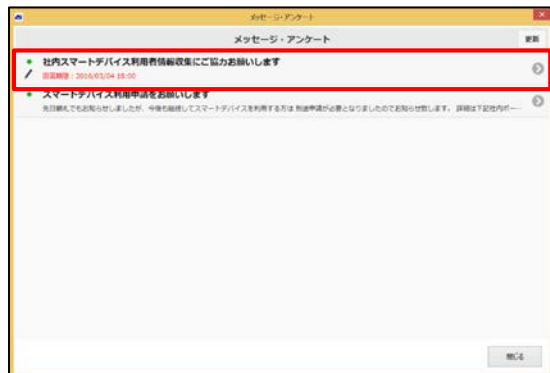 メッセージ・アンケート
メッセージ・アンケート
更新
社内スマートデバイス利用者情報収集にご協力お願いします
回答期限：2016/03/04 18:00
スマートデバイス利用申請をお願いします
先日朝礼でもお知らせしましたが、今後も継続してスマートデバイスを利用する方は 別途申請が必要となりましたのでお知らせ致します。 詳細は下記社内ポー…
閉じる